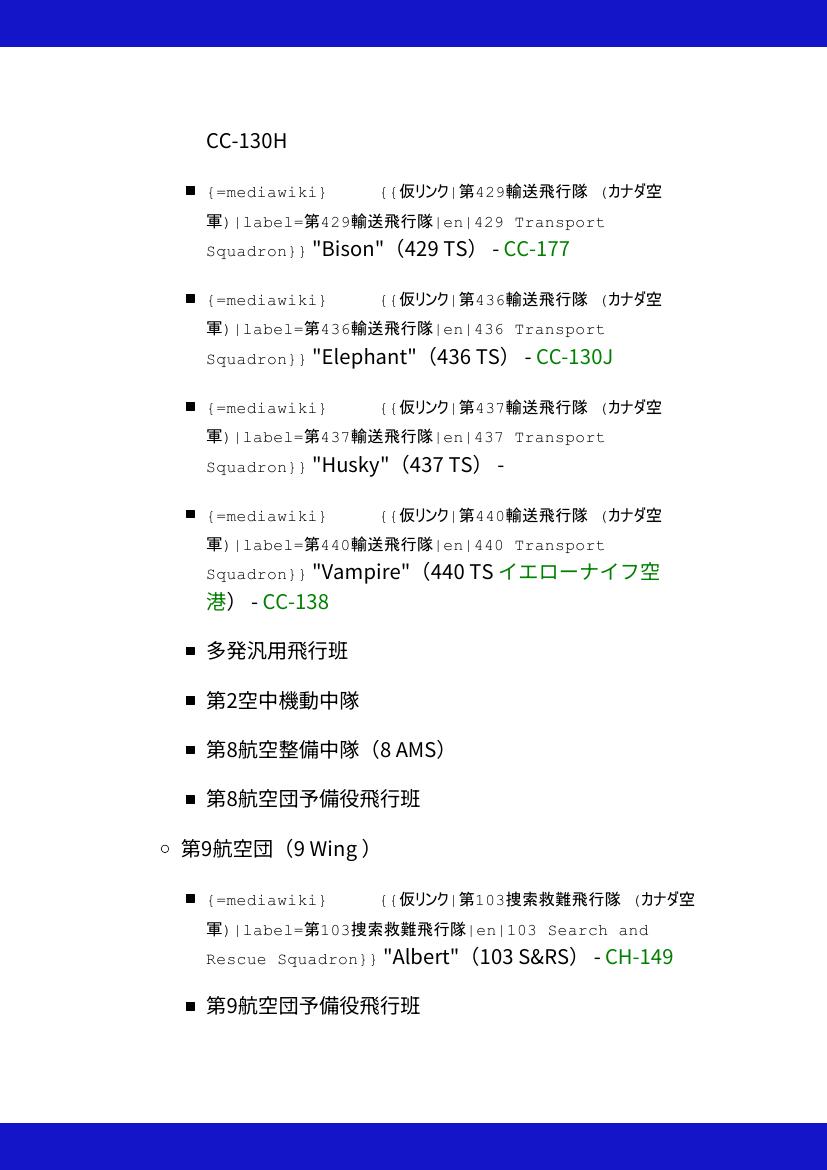 CC-130H
{=mediawiki} {{仮リンク|第429輸送飛行隊 (カナダ空
軍)|label=第429輸送飛行隊|en|429 Transport
Squadron}} "Bison"（429 TS） - CC-177
{=mediawiki} {{仮リンク|第436輸送飛行隊 (カナダ空
軍)|label=第436輸送飛行隊|en|436 Transport
Squadron}} "Elephant"（436 TS） - CC-130J
{=mediawiki} {{仮リンク|第437輸送飛行隊 (カナダ空
軍)|label=第437輸送飛行隊|en|437 Transport
Squadron}} "Husky"（437 TS） -
{=mediawiki} {{仮リンク|第440輸送飛行隊 (カナダ空
軍)|label=第440輸送飛行隊|en|440 Transport
Squadron}} "Vampire"（440 TS イエローナイフ空
港） - CC-138
多発汎用飛行班
第2空中機動中隊
第8航空整備中隊（8 AMS）
第8航空団予備役飛行班
第9航空団（9 Wing ）
{=mediawiki} {{仮リンク|第103捜索救難飛行隊 (カナダ空
軍)|label=第103捜索救難飛行隊|en|103 Search and
Rescue Squadron}} "Albert"（103 S&RS） - CH-149
第9航空団予備役飛行班